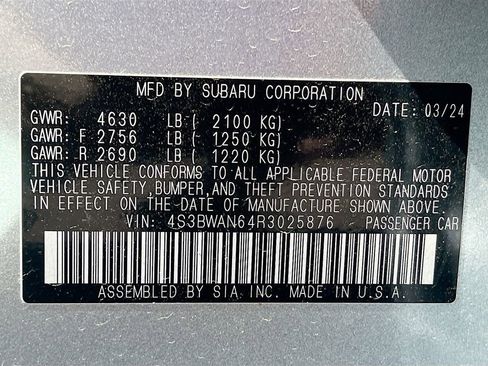 MFD BY SUBARU CORPORATION
DATE: 03/24
GVWR: 4630 LB ( 2100 KG)
GAWR: F 2756 LB ( 1250 KG)
GAWR: R 2690 LB ( 1220 KG)
THIS VEHICLE CONFORMS TO ALL APPLICABLE FEDERAL MOTOR
VEHICLE SAFETY,BUMPER,AND THEFT PREVENTION STANDARDS
IN EFFECT ON THE DATE OF MANUFACTURE SHOWN ABOVE.
VIN: 4S3BWAN64R3025876 PASSENGER CAR
ASSEMBLED BY SIA,INC. MADE IN U.S.A.